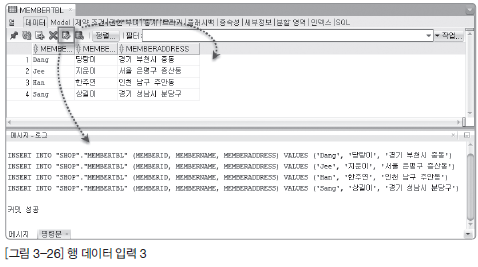 MEMBERTBL
열 데이터 Model 제약 조건 권한 부여 통계 트리거 플래시백 종속성 세부정보 분할 영역 인덱스 SQL
정렬... 필터: 작업...
MEMBE... MEMBE... MEMBERADDRESS
1 Dang 당탕이 경기 부천시 중동
2 Jee 지운이 서울 은평구 증산동
3 Han 한주연 인천 남구 주안동
4 Sang 상길이 경기 성남시 분당구
메시지 - 로그
INSERT INTO "SHOP"."MEMBERTBL" (MEMBERID, MEMBERNAME, MEMBERADDRESS) VALUES ('Dang', '당탕이', '경기 부천시 중동')
INSERT INTO "SHOP"."MEMBERTBL" (MEMBERID, MEMBERNAME, MEMBERADDRESS) VALUES ('Jee', '지운이', '서울 은평구 증산동')
INSERT INTO "SHOP"."MEMBERTBL" (MEMBERID, MEMBERNAME, MEMBERADDRESS) VALUES ('Han', '한주연', '인천 남구 주안동')
INSERT INTO "SHOP"."MEMBERTBL" (MEMBERID, MEMBERNAME, MEMBERADDRESS) VALUES ('Sang', '상길이', '경기 성남시 분당구')
커밋 성공
메시지 명령문
[그림 3-26] 행 데이터 입력 3